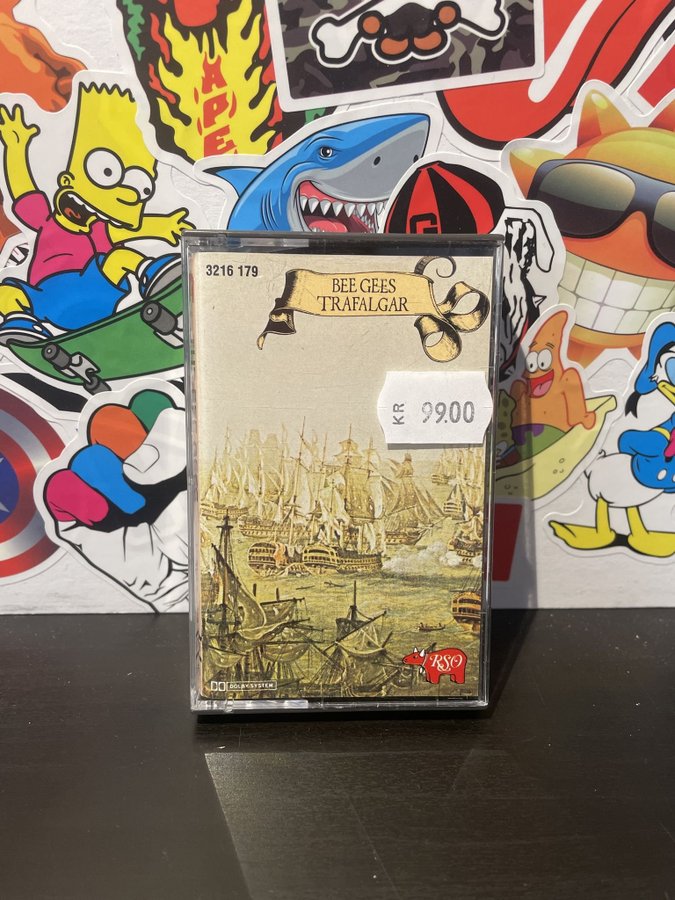 APE
G
3216 179
BEE GEES
TRAFALGAR
KR 99.00
RSO
DOLBY SYSTEM